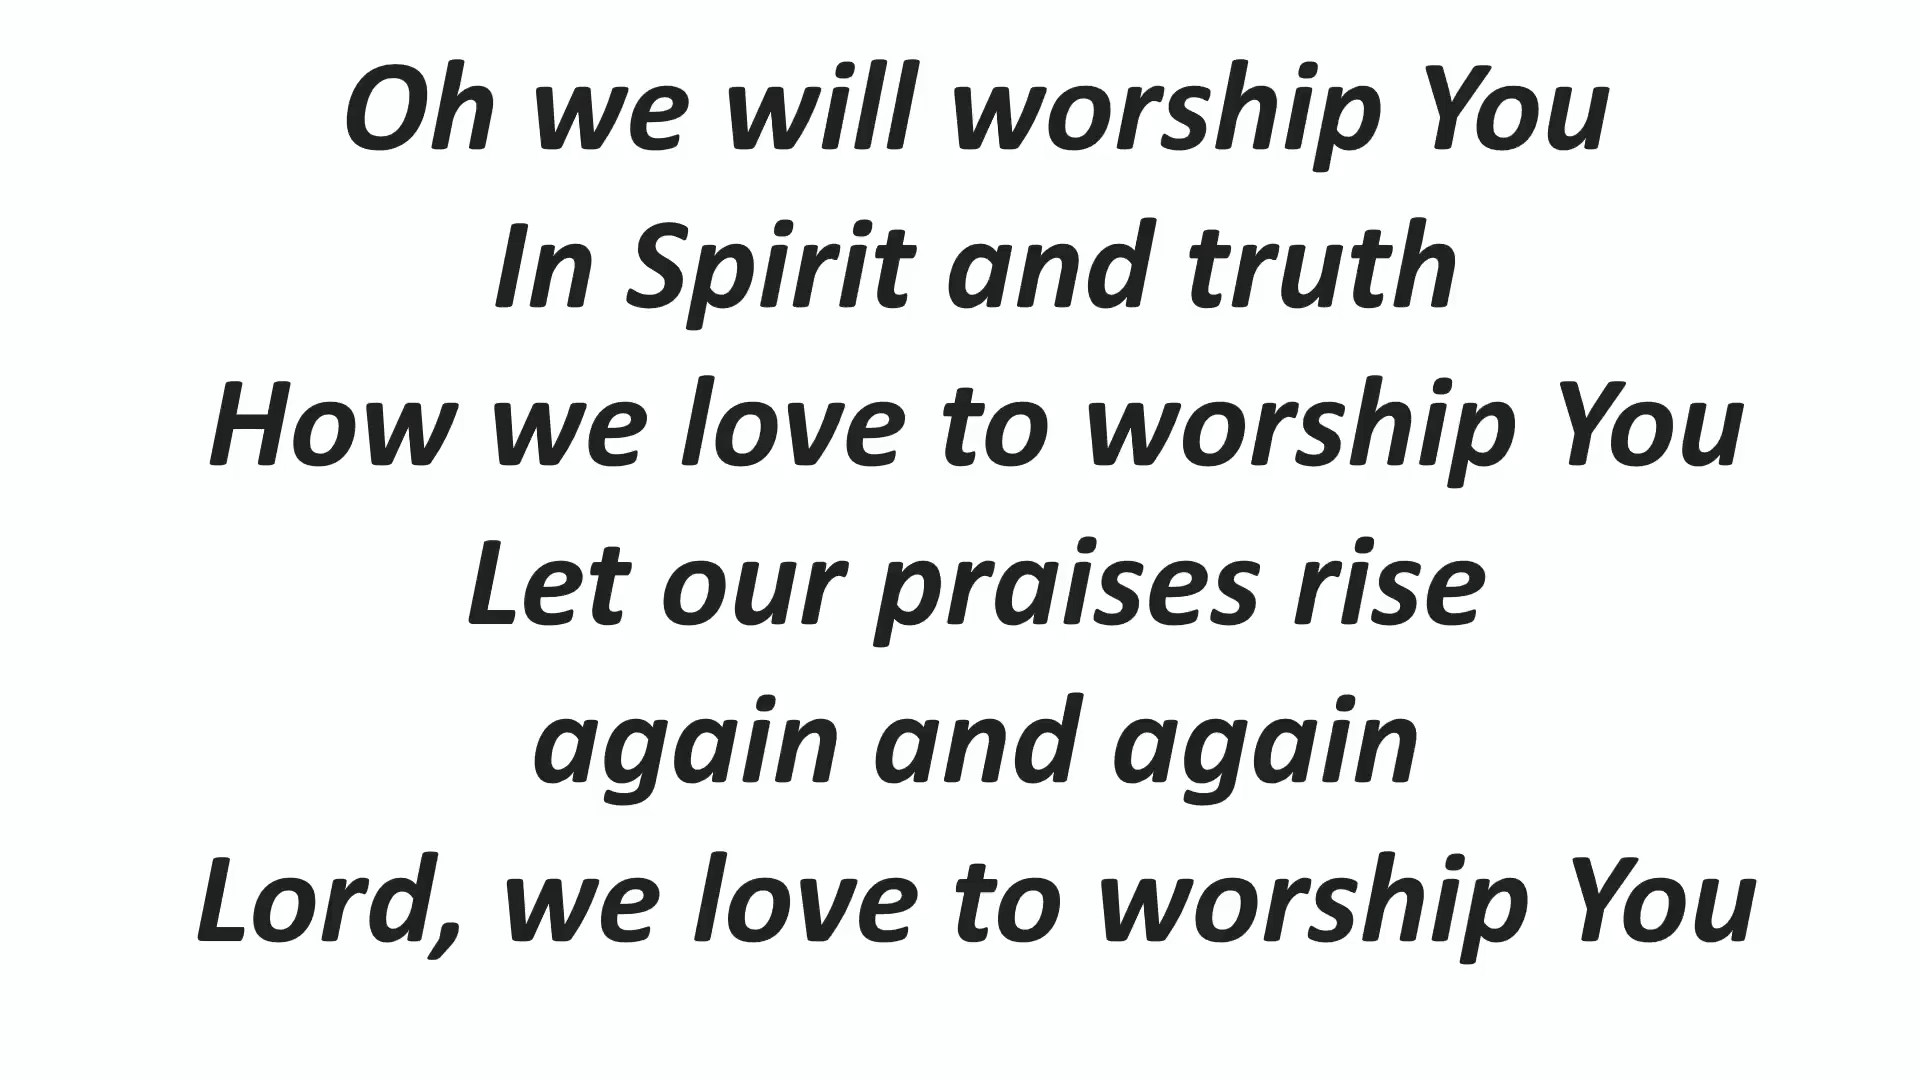 Oh we will worship You
In Spirit and truth
How we love to worship You
Let our praises rise
again and again
Lord, we love to worship You